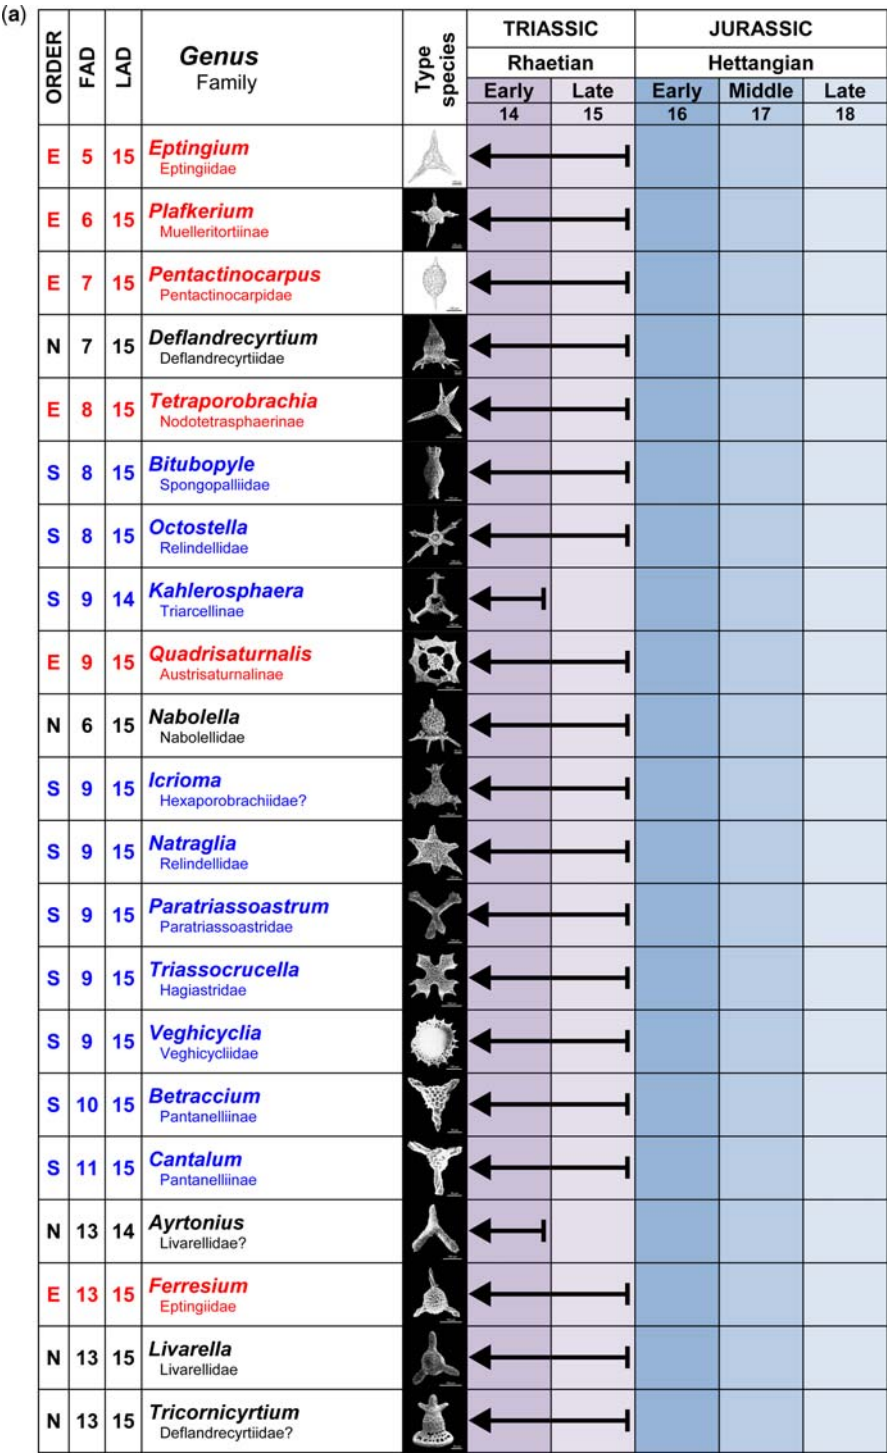 (a)
ORDER FAD LAD Genus Type species TRIASSIC JURASSIC
Family Rhaetian Hettangian
Early Late Early Middle Late
14 15 16 17 18
E 5 15 Eptingium
Eptingiidae
E 6 15 Plafkerium
Muelleritortiinae
E 7 15 Pentactinocarpus
Pentactinocarpidae
N 7 15 Deflandrecyrtium
Deflandrecyrtiidae
E 8 15 Tetraporobrachia
Nodotetrasphaerinae
S 8 15 Bitubopyle
Spongopalliidae
S 8 15 Octostella
Relindellidae
S 9 14 Kahlerosphaera
Triarcellinae
E 9 15 Quadrisaturnalis
Austrisaturnalinae
N 6 15 Nabolella
Nabolellidae
S 9 15 Icrioma
Hexaporobrachiidae?
S 9 15 Natraglia
Relindellidae
S 9 15 Paratriassoastrum
Paratriassoastridae
S 9 15 Triassocrucella
Hagiastridae
S 9 15 Veghicyclia
Veghicycliidae
S 10 15 Betraccium
Pantanelliinae
S 11 15 Cantalum
Pantanelliinae
N 13 14 Ayrtonius
Livarellidae?
E 13 15 Ferresium
Eptingiidae
N 13 15 Livarella
Livarellidae
N 13 15 Tricornicyrtium
Deflandrecyrtiidae?